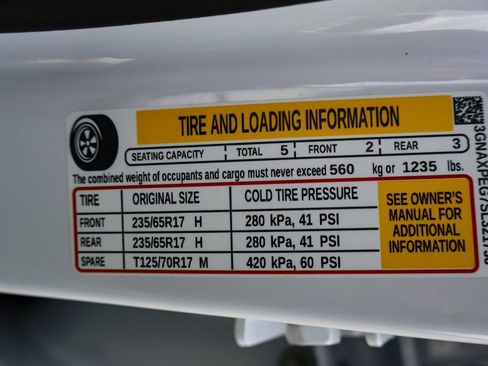 TIRE AND LOADING INFORMATION
SEATING CAPACITY TOTAL 5 FRONT 2 REAR 3
The combined weight of occupants and cargo must never exceed 560 kg or 1235 lbs.
TIRE ORIGINAL SIZE COLD TIRE PRESSURE
FRONT 235/65R17 H 280 kPa, 41 PSI
REAR 235/65R17 H 280 kPa, 41 PSI
SPARE T125/70R17 M 420 kPa, 60 PSI
SEE OWNER'S
MANUAL FOR
ADDITIONAL
INFORMATION